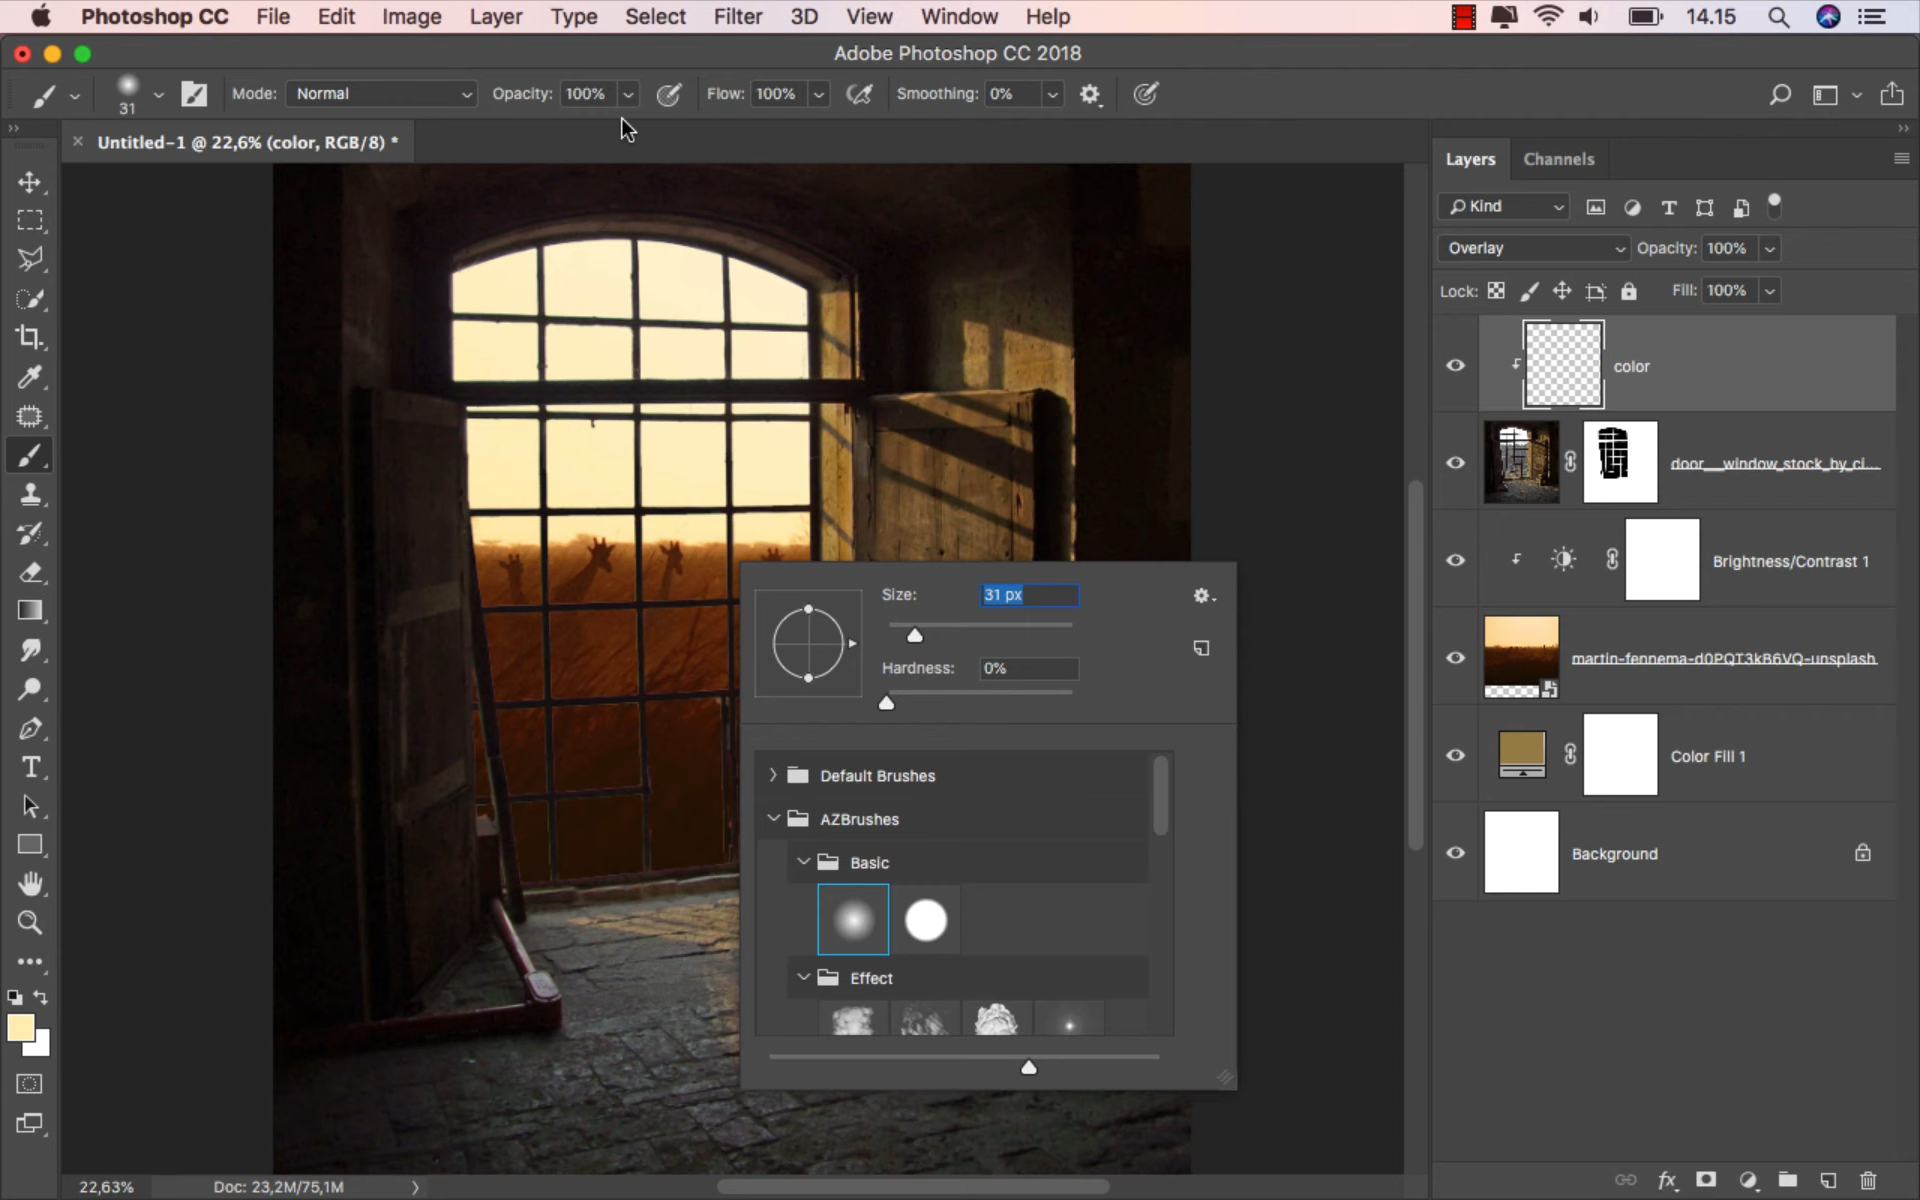 Photoshop CC File Edit Image Layer Type Select Filter 3D View Window Help 14.15
Adobe Photoshop CC 2018
31 Mode: Normal Opacity: 100% Flow: 100% Smoothing: 0%
Untitled-1 @ 22,6% (color, RGB/8) *
Layers Channels
Kind
Overlay Opacity: 100%
Lock: Fill: 100%
color
door__window_stock_by_ci...
Brightness/Contrast 1
martin-fennema-d0PQT3kB6VQ-unsplash
Color Fill 1
Background
Size: 31 px
Hardness: 0%
Default Brushes
AZBrushes
Basic
Effect
22,63% Doc: 23,2M/75,1M